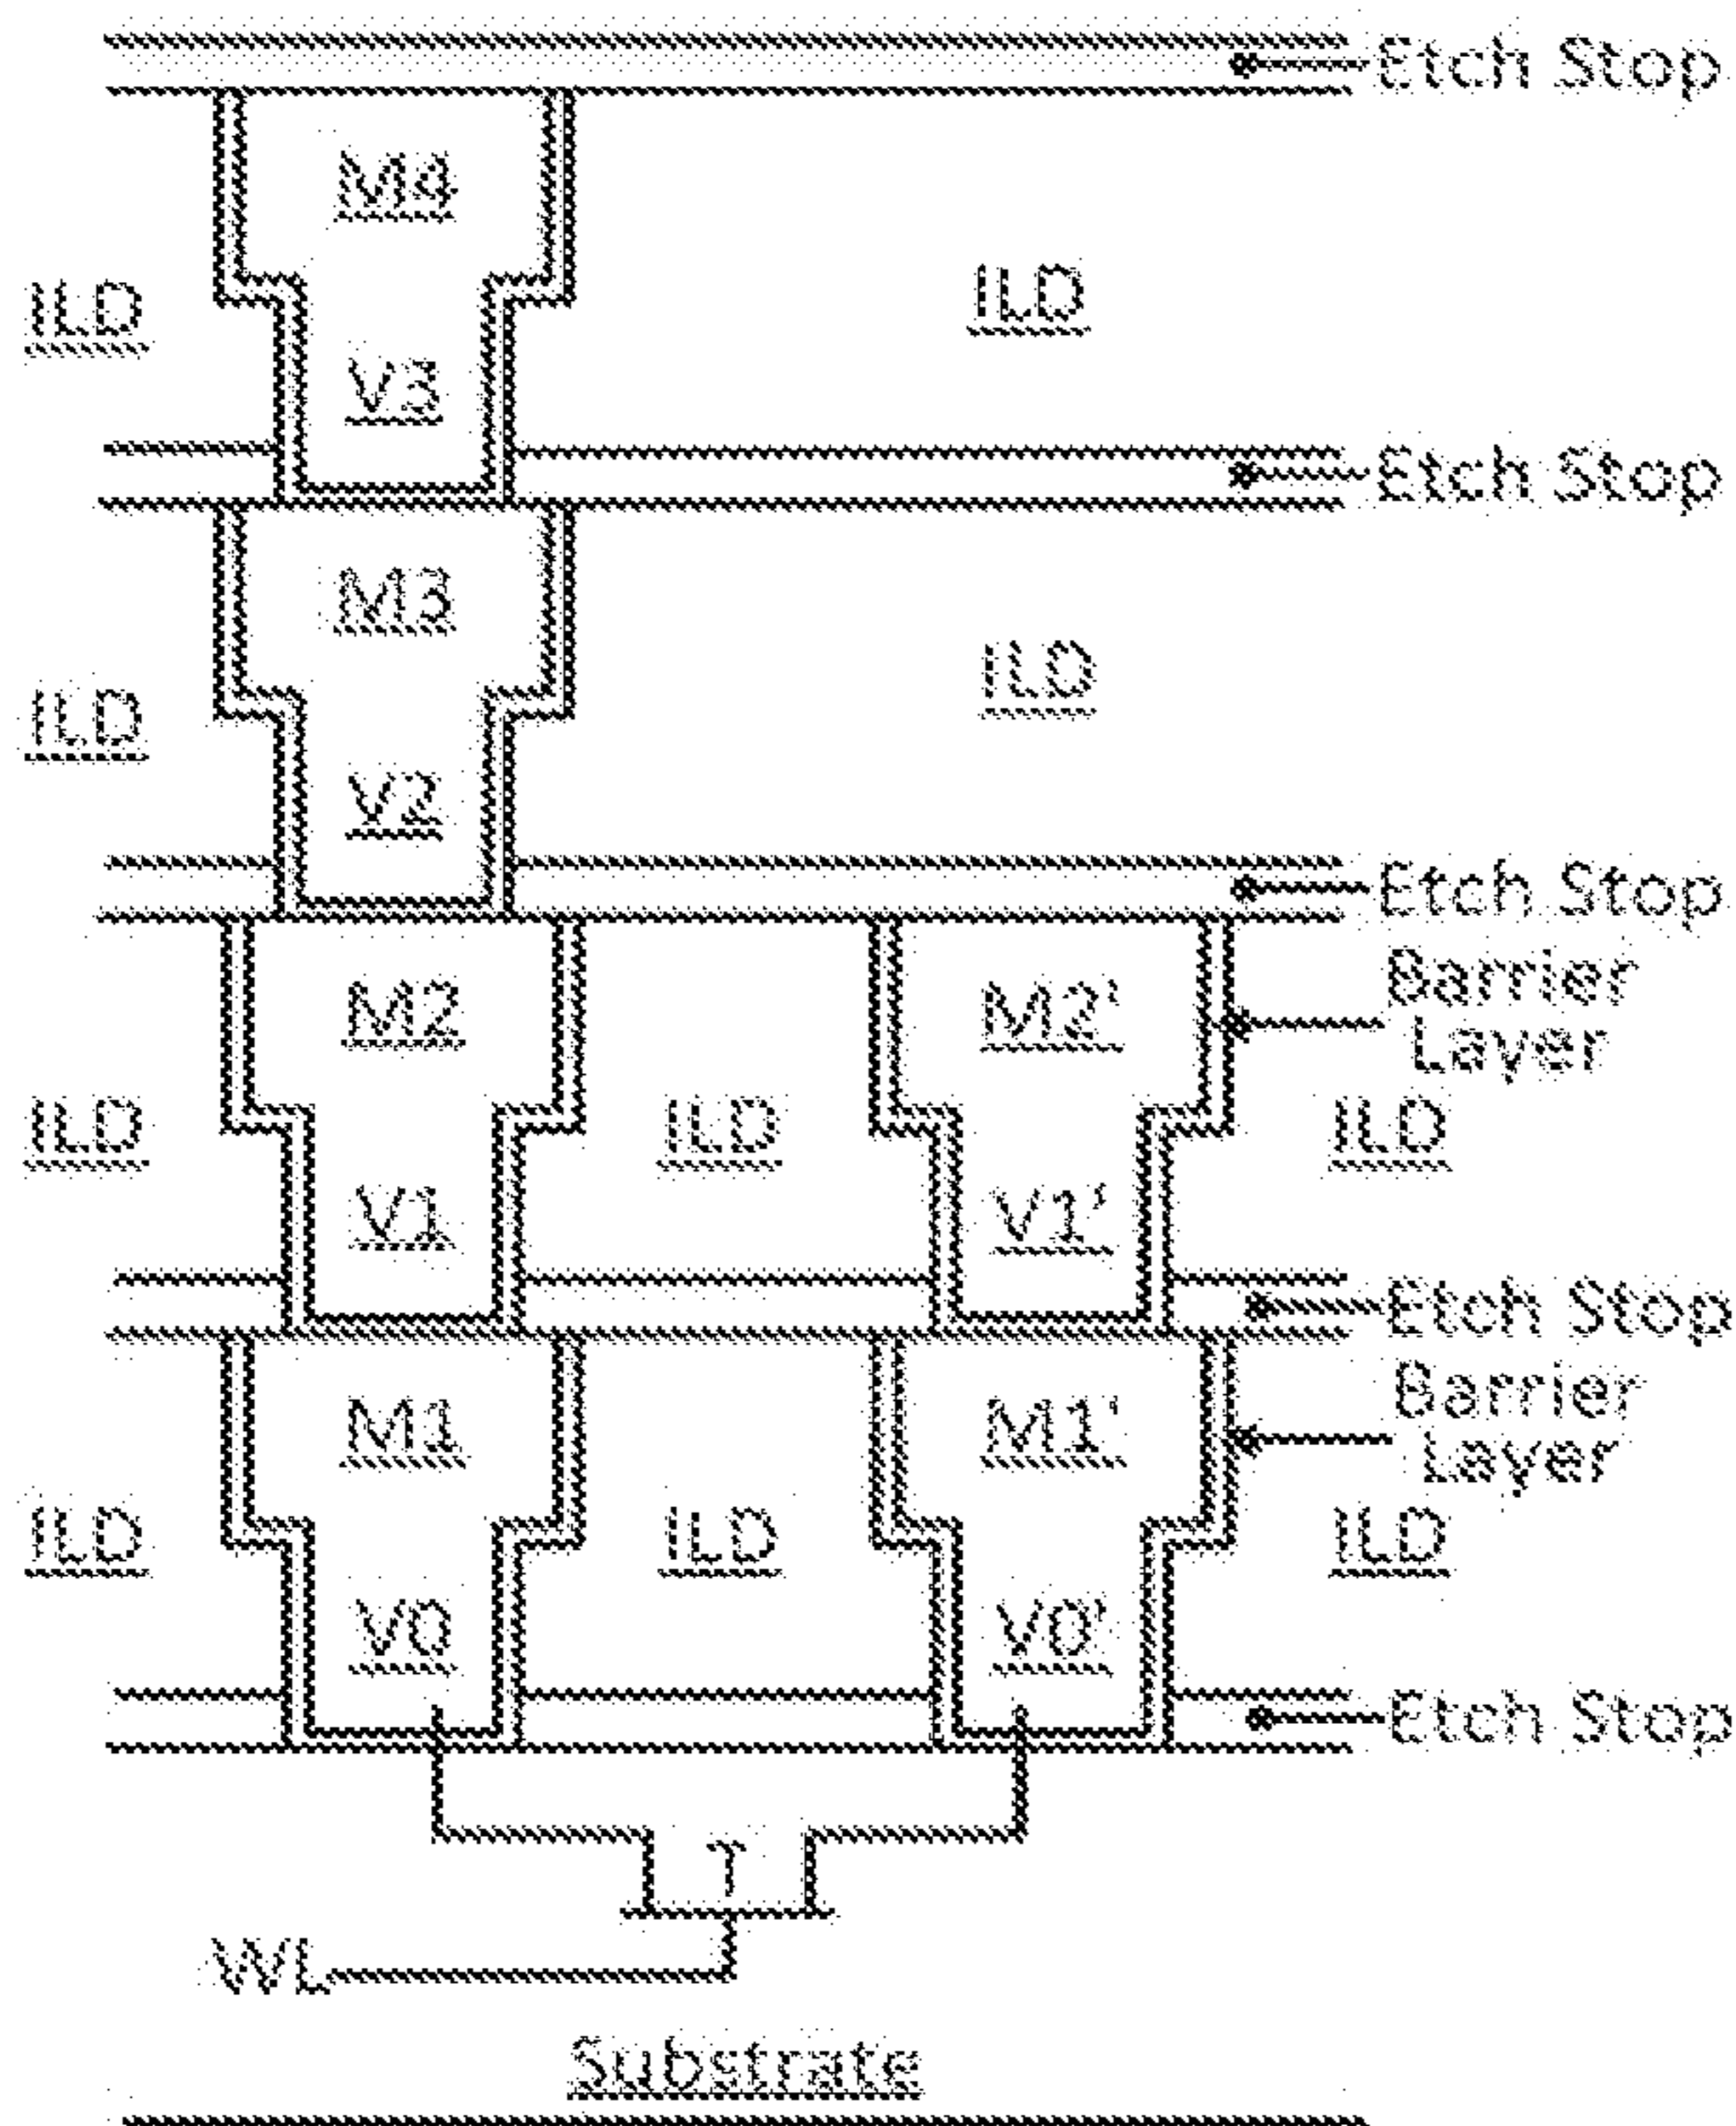 Etch Stop
M4
ILD
ILD
V3
Etch Stop
M3
ILD
ILD
V2
Etch Stop
Barrier
Layer
M2
M2'
ILD
ILD
ILD
V1
V1'
Etch Stop
Barrier
Layer
M1
M1'
ILD
ILD
ILD
V0
V0'
Etch Stop
T
WL
Substrate